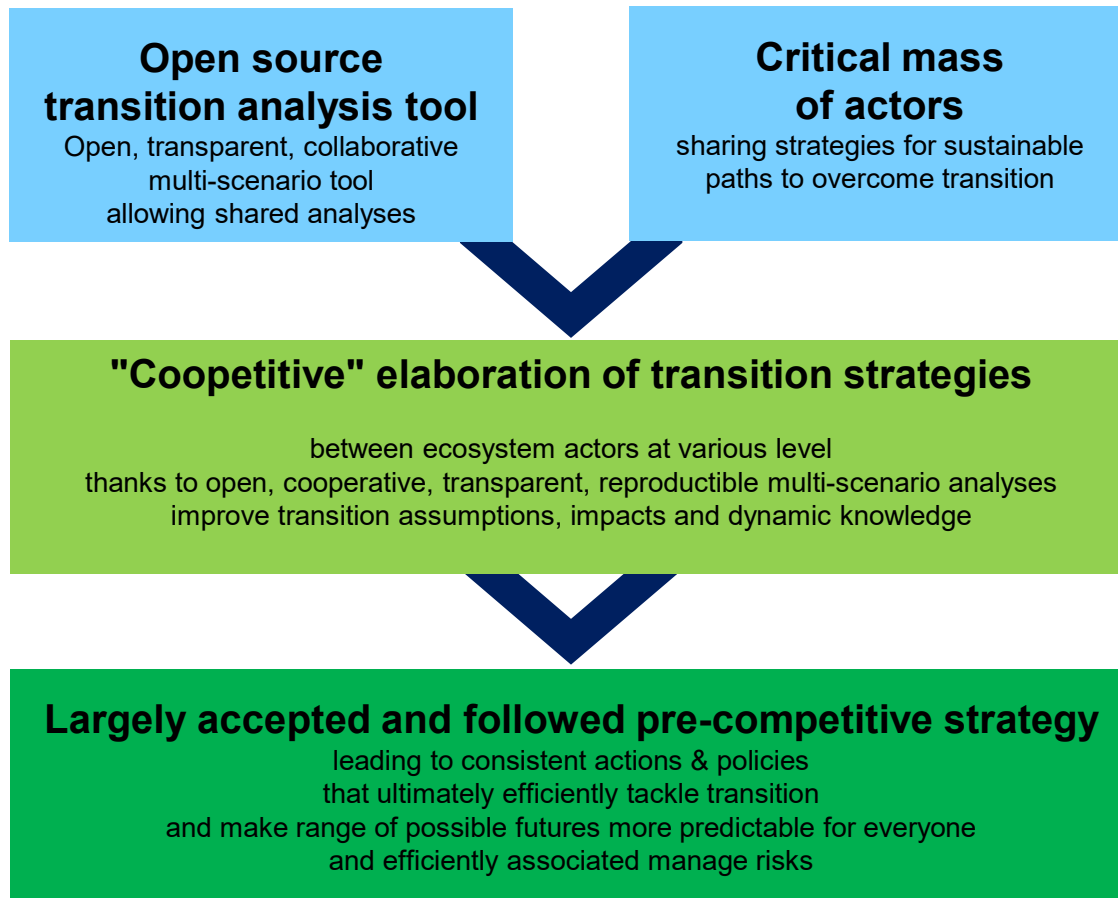 Open source
transition analysis tool
Open, transparent, collaborative
multi-scenario tool
allowing shared analyses
Critical mass
of actors
sharing strategies for sustainable
paths to overcome transition
"Coopetitive" elaboration of transition strategies
between ecosystem actors at various level
thanks to open, cooperative, transparent, reproductible multi-scenario analyses
improve transition assumptions, impacts and dynamic knowledge
Largely accepted and followed pre-competitive strategy
leading to consistent actions & policies
that ultimately efficiently tackle transition
and make range of possible futures more predictable for everyone
and efficiently associated manage risks